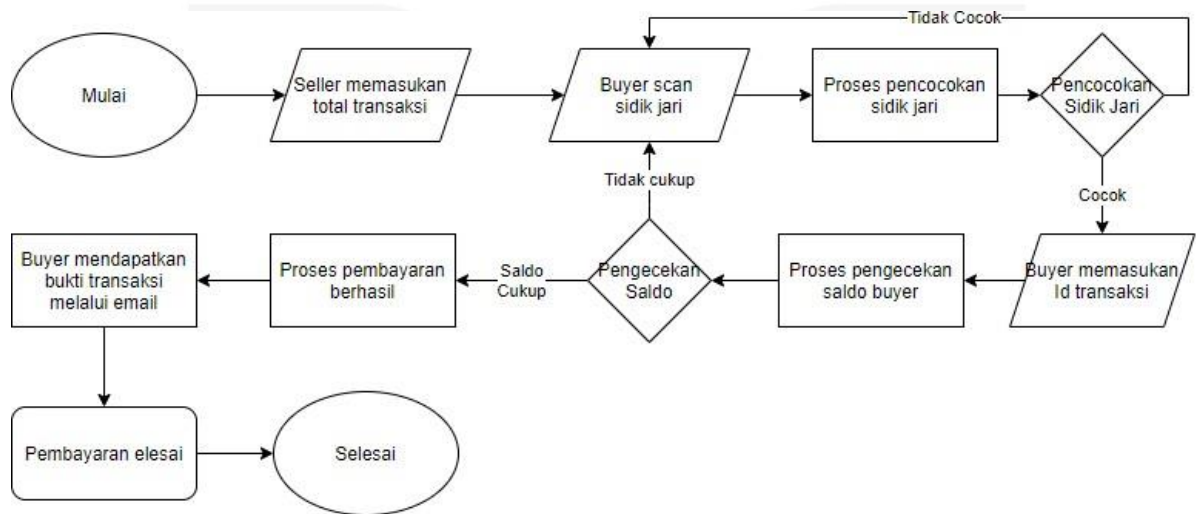 Tidak Cocok
Mulai
Seller memasukan
total transaksi
Buyer scan
sidik jari
Proses pencocokan
sidik jari
Pencocokan
Sidik Jari
Tidak cukup
Cocok
Buyer mendapatkan
bukti transaksi
melalui email
Proses pembayaran
berhasil
Saldo
Cukup
Pengecekan
Saldo
Proses pengecekan
saldo buyer
Buyer memasukan
Id transaksi
Pembayaran elesai
Selesai